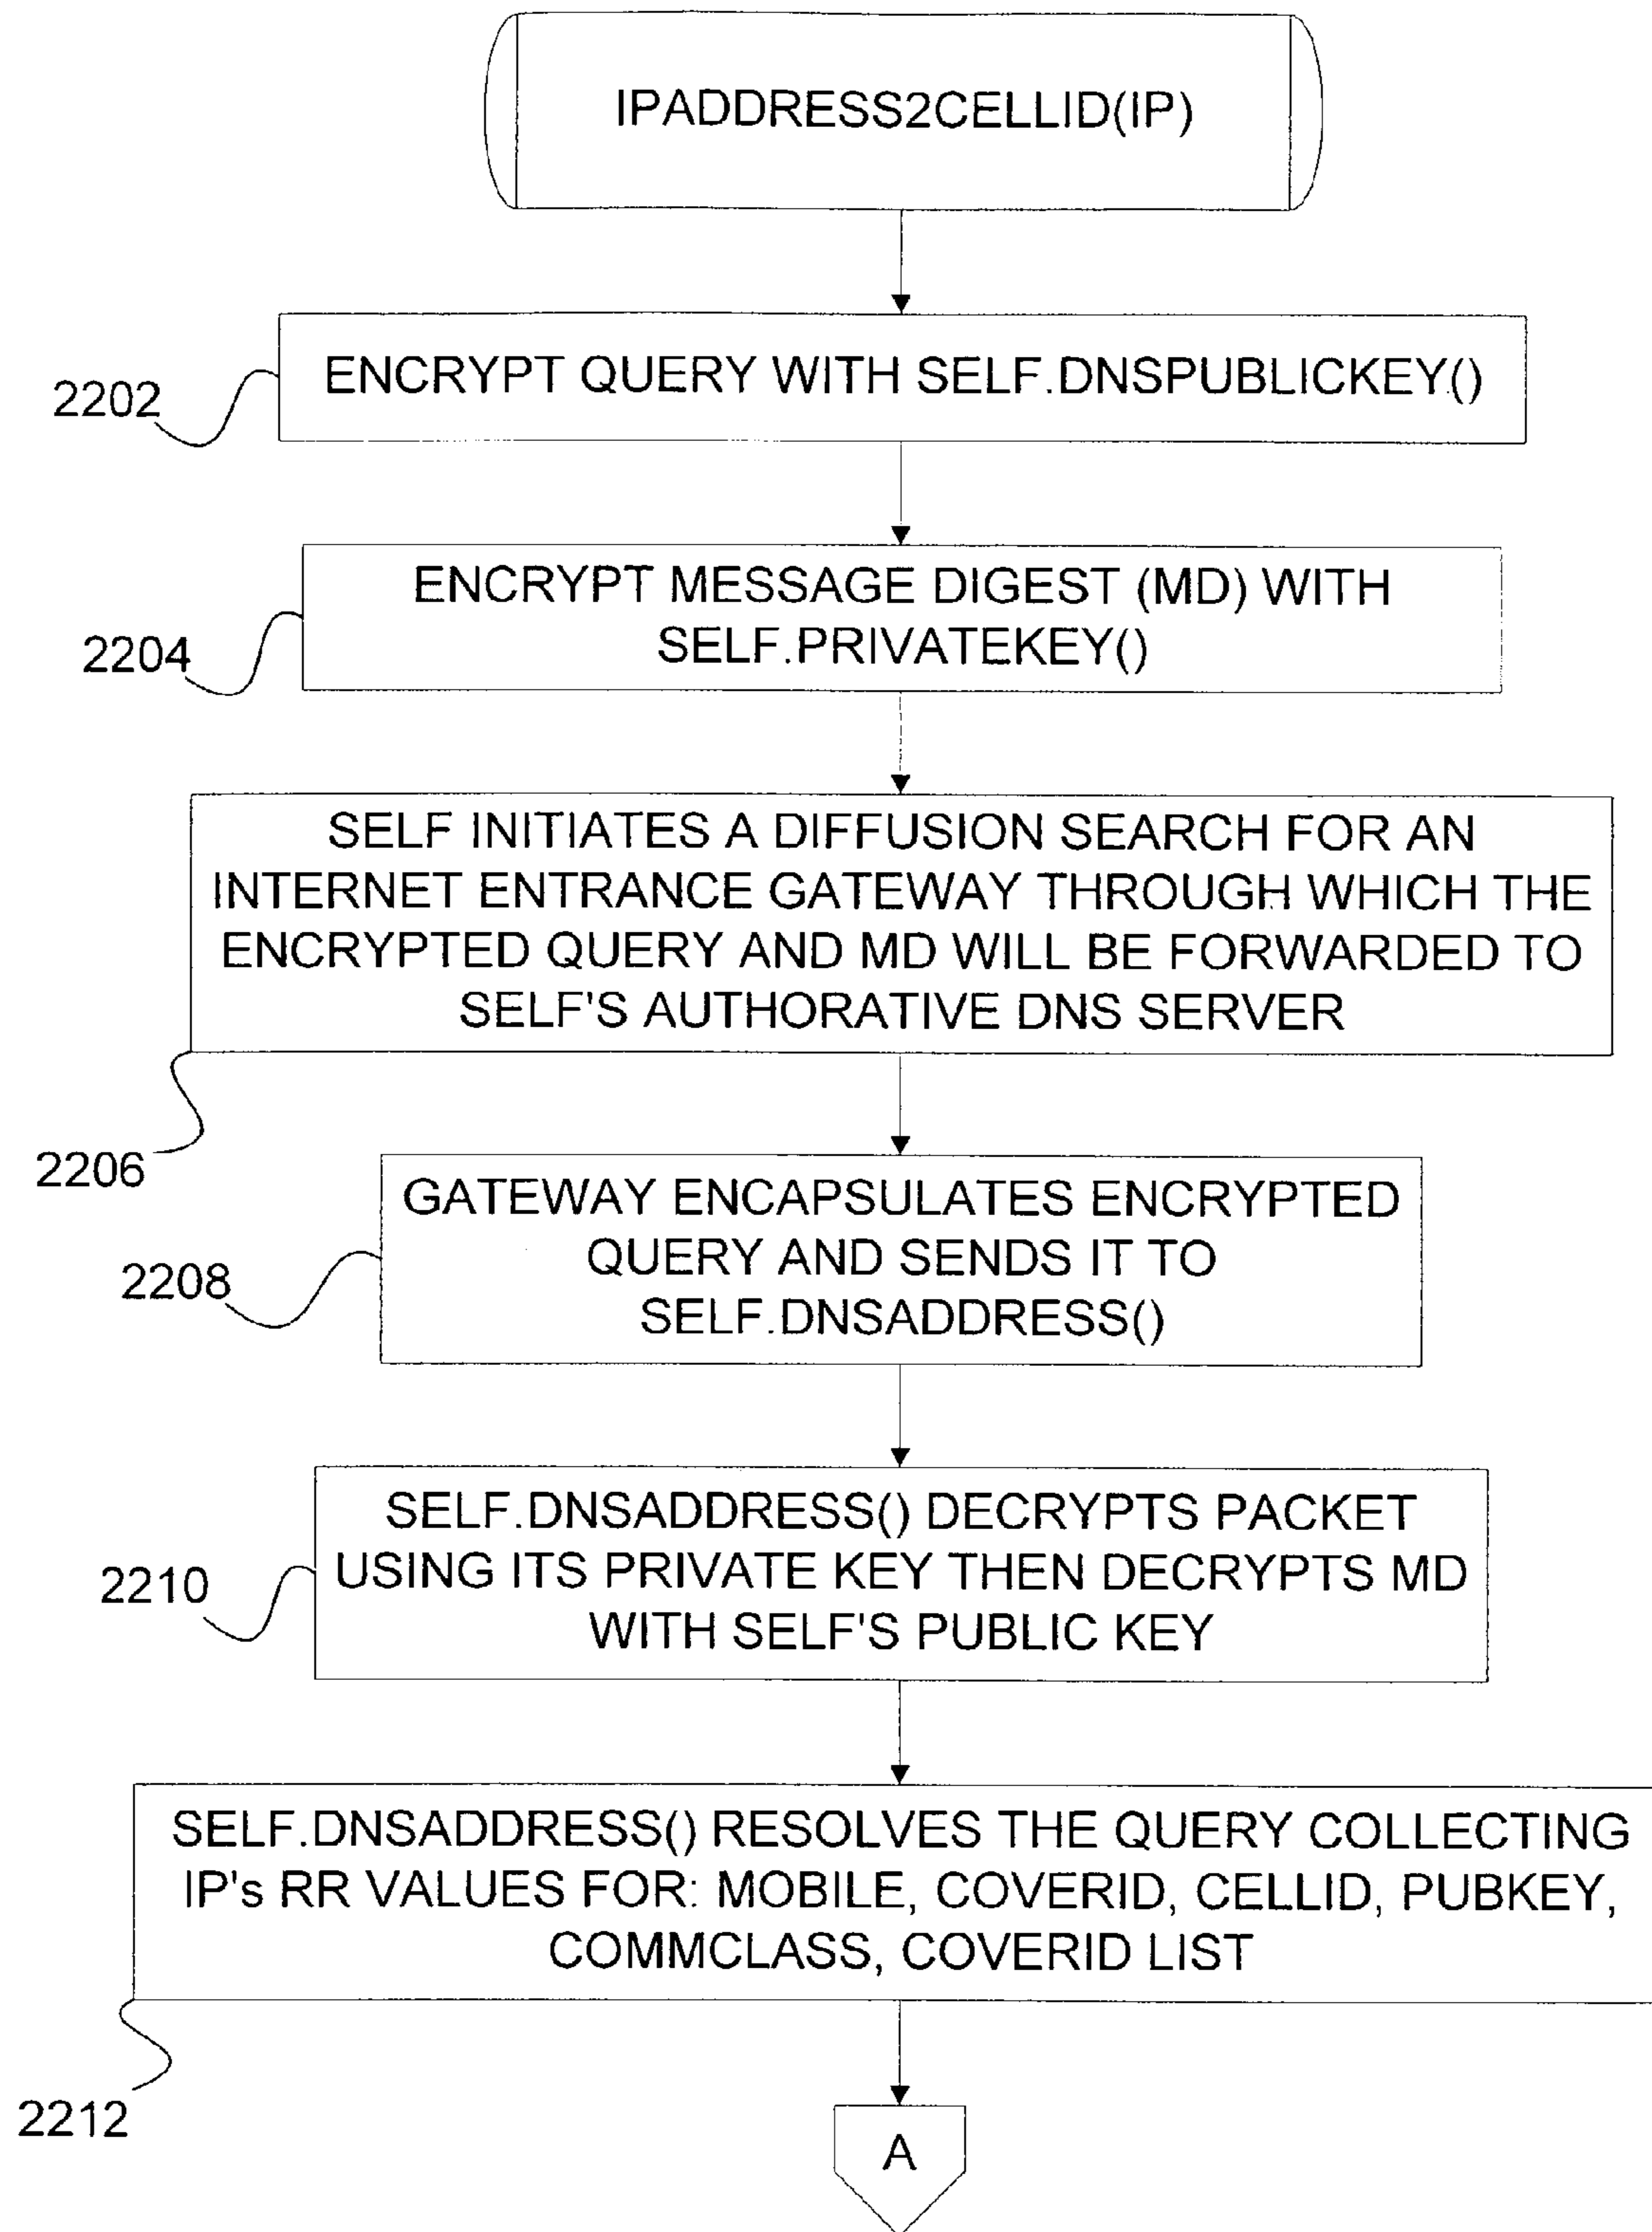 IPADDRESS2CELLID(IP)
2202
ENCRYPT QUERY WITH SELF.DNSPUBLICKEY()
2204
ENCRYPT MESSAGE DIGEST (MD) WITH
SELF.PRIVATEKEY()
SELF INITIATES A DIFFUSION SEARCH FOR AN
INTERNET ENTRANCE GATEWAY THROUGH WHICH THE
ENCRYPTED QUERY AND MD WILL BE FORWARDED TO
SELF'S AUTHORATIVE DNS SERVER
2206
GATEWAY ENCAPSULATES ENCRYPTED
QUERY AND SENDS IT TO
SELF.DNSADDRESS()
2208
SELF.DNSADDRESS() DECRYPTS PACKET
USING ITS PRIVATE KEY THEN DECRYPTS MD
WITH SELF'S PUBLIC KEY
2210
SELF.DNSADDRESS() RESOLVES THE QUERY COLLECTING
IP's RR VALUES FOR: MOBILE, COVERID, CELLID, PUBKEY,
COMMCLASS, COVERID LIST
2212
A